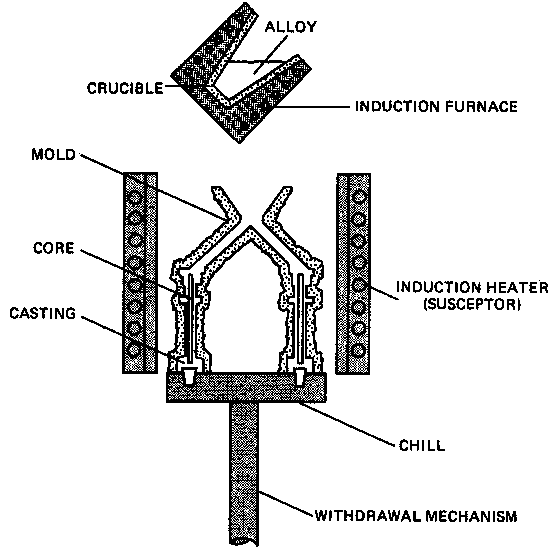 ALLOY
CRUCIBLE
INDUCTION FURNACE
MOLD
CORE
INDUCTION HEATER
(SUSCEPTOR)
CASTING
CHILL
WITHDRAWAL MECHANISM